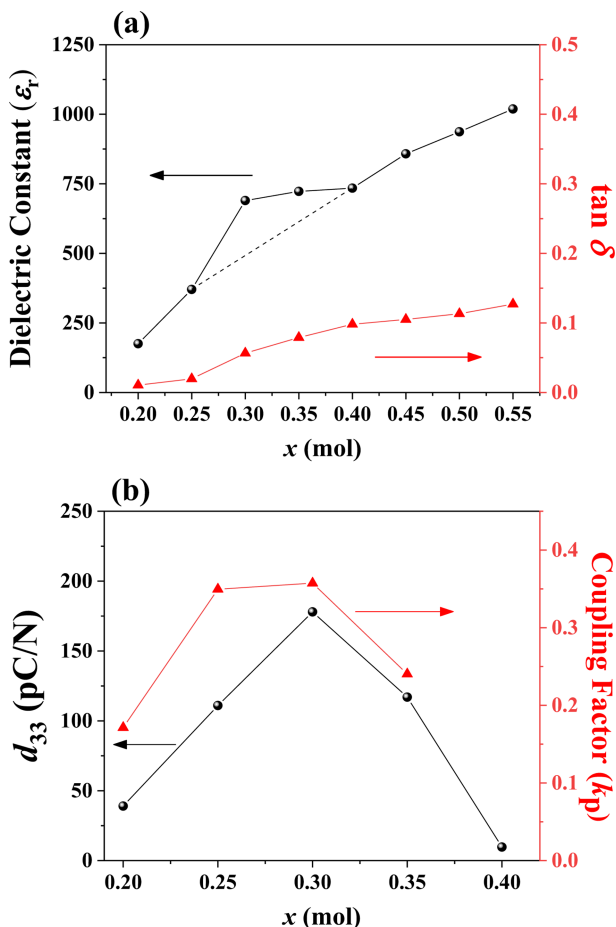 (a)
1250
1000
750
500
250
0
Dielectric Constant (εr)
0.5
0.4
0.3
0.2
0.1
0.0
tan δ
0.20 0.25 0.30 0.35 0.40 0.45 0.50 0.55
x (mol)
(b)
250
200
150
100
50
0
d33 (pC/N)
0.4
0.3
0.2
0.1
0.0
Coupling Factor (kp)
0.20 0.25 0.30 0.35 0.40
x (mol)